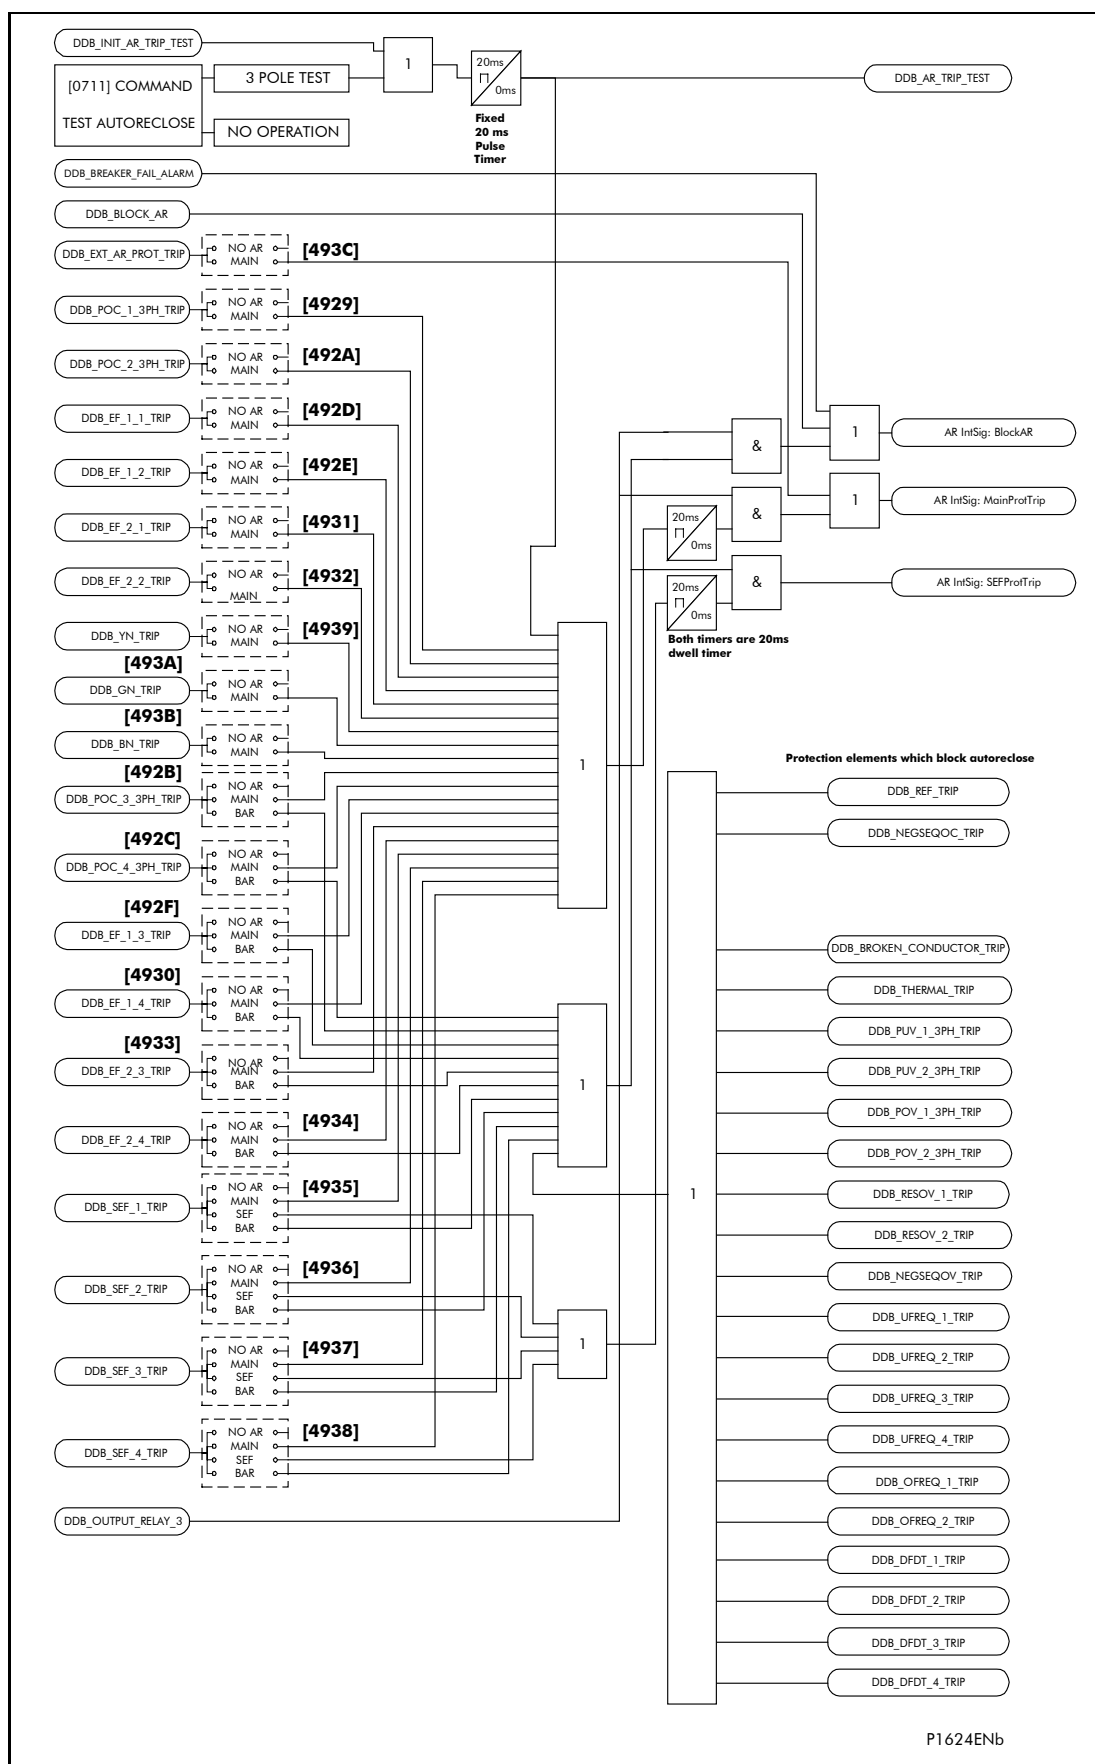 DDB_INIT_AR_TRIP_TEST
[0711] COMMAND
TEST AUTORECLOSE
3 POLE TEST
NO OPERATION
1
20ms
0ms
Fixed
20 ms
Pulse
Timer
DDB_AR_TRIP_TEST
DDB_BREAKER_FAIL_ALARM
DDB_BLOCK_AR
DDB_EXT_AR_PROT_TRIP
NO AR
MAIN
[493C]
DDB_POC_1_3PH_TRIP
NO AR
MAIN
[4929]
DDB_POC_2_3PH_TRIP
NO AR
MAIN
[492A]
DDB_EF_1_1_TRIP
NO AR
MAIN
[492D]
DDB_EF_1_2_TRIP
NO AR
MAIN
[492E]
DDB_EF_2_1_TRIP
NO AR
MAIN
[4931]
DDB_EF_2_2_TRIP
NO AR
MAIN
[4932]
DDB_YN_TRIP
NO AR
MAIN
[4939]
[493A]
DDB_GN_TRIP
NO AR
MAIN
[493B]
DDB_BN_TRIP
NO AR
MAIN
[492B]
DDB_POC_3_3PH_TRIP
NO AR
MAIN
BAR
[492C]
DDB_POC_4_3PH_TRIP
NO AR
MAIN
BAR
[492F]
DDB_EF_1_3_TRIP
NO AR
MAIN
BAR
[4930]
DDB_EF_1_4_TRIP
NO AR
MAIN
BAR
[4933]
DDB_EF_2_3_TRIP
NO AR
MAIN
BAR
DDB_EF_2_4_TRIP
NO AR
MAIN
BAR
[4934]
DDB_SEF_1_TRIP
NO AR
MAIN
SEF
BAR
[4935]
DDB_SEF_2_TRIP
NO AR
MAIN
SEF
BAR
[4936]
DDB_SEF_3_TRIP
NO AR
MAIN
SEF
BAR
[4937]
DDB_SEF_4_TRIP
NO AR
MAIN
SEF
BAR
[4938]
DDB_OUTPUT_RELAY_3
1
1
1
&
1
AR IntSig: BlockAR
20ms
0ms
&
1
AR IntSig: MainProtTrip
20ms
0ms
&
AR IntSig: SEFProtTrip
Both timers are 20ms
dwell timer
Protection elements which block autoreclose
1
DDB_REF_TRIP
DDB_NEGSEQOC_TRIP
DDB_BROKEN_CONDUCTOR_TRIP
DDB_THERMAL_TRIP
DDB_PUV_1_3PH_TRIP
DDB_PUV_2_3PH_TRIP
DDB_POV_1_3PH_TRIP
DDB_POV_2_3PH_TRIP
DDB_RESOV_1_TRIP
DDB_RESOV_2_TRIP
DDB_NEGSEQOV_TRIP
DDB_UFREQ_1_TRIP
DDB_UFREQ_2_TRIP
DDB_UFREQ_3_TRIP
DDB_UFREQ_4_TRIP
DDB_OFREQ_1_TRIP
DDB_OFREQ_2_TRIP
DDB_DFDT_1_TRIP
DDB_DFDT_2_TRIP
DDB_DFDT_3_TRIP
DDB_DFDT_4_TRIP
P1624ENb